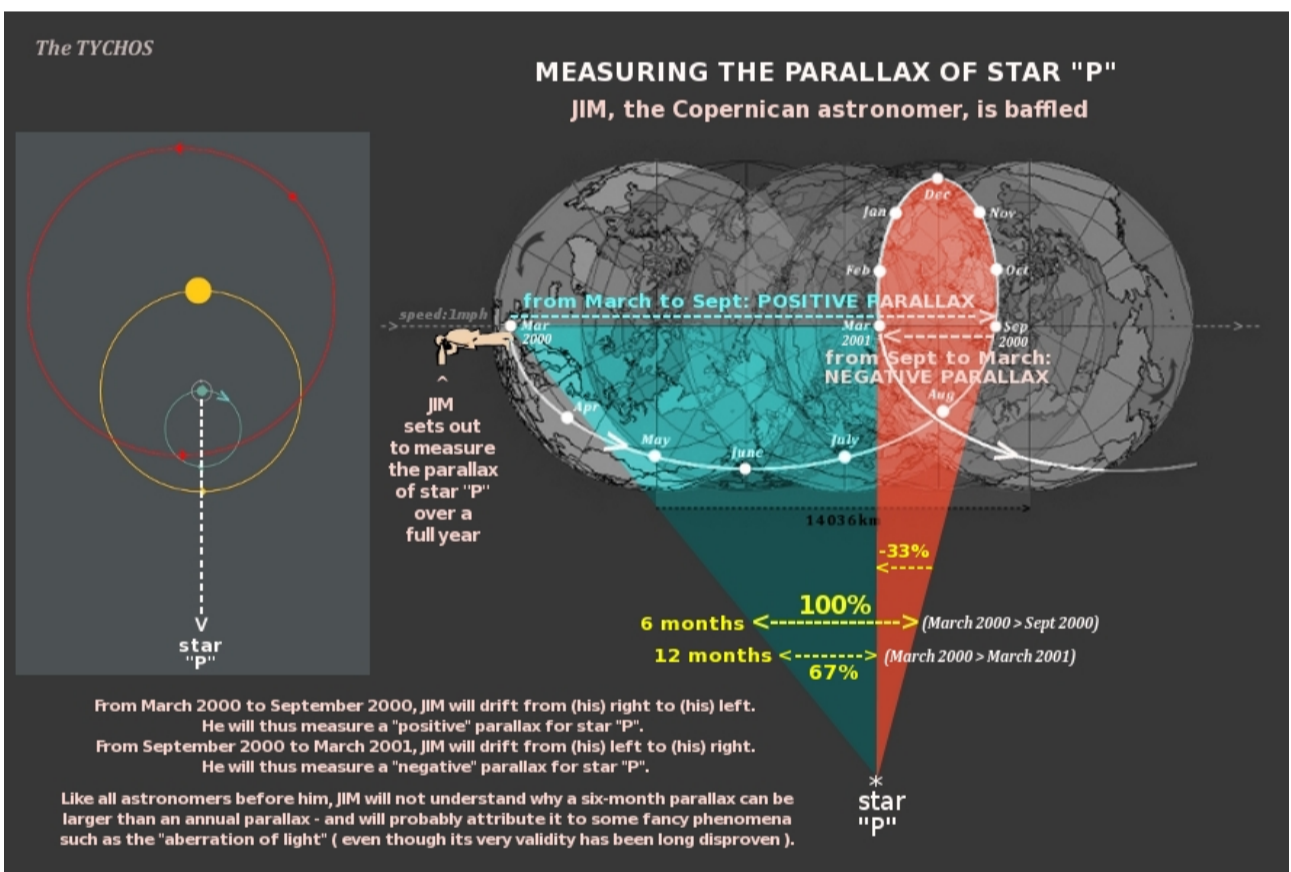 The TYCHOS
MEASURING THE PARALLAX OF STAR "P"
JIM, the Copernican astronomer, is baffled
Dec
Jan
Nov
Feb
Oct
from March to Sept: POSITIVE PARALLAX
speed:1mph
Mar
2000
Mar
2001
Sep
2000
from Sept to March:
NEGATIVE PARALLAX
^
JIM
sets out
to measure
the parallax
of star "P"
over a
full year
Apr
May
June
July
Aug
14036km
-33%
100%
6 months
(March 2000 > Sept 2000)
12 months
(March 2000 > March 2001)
67%
star
"P"
From March 2000 to September 2000, JIM will drift from (his) right to (his) left.
He will thus measure a "positive" parallax for star "P".
From September 2000 to March 2001, JIM will drift from (his) left to (his) right.
He will thus measure a "negative" parallax for star "P".
Like all astronomers before him, JIM will not understand why a six-month parallax can be
larger than an annual parallax - and will probably attribute it to some fancy phenomena
such as the "aberration of light" ( even though its very validity has been long disproven ).
*
star
"P"